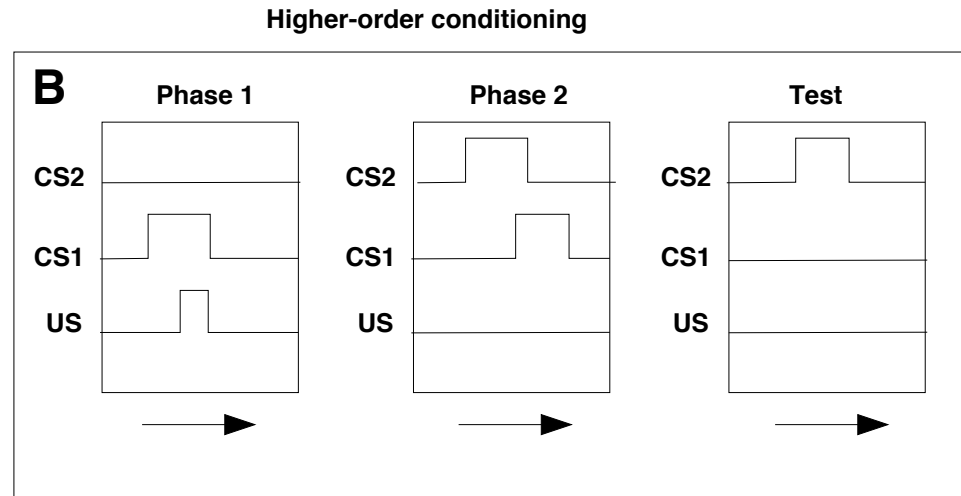 Higher-order conditioning
B
Phase 1
Phase 2
Test
CS2
CS2
CS2
CS1
CS1
CS1
US
US
US